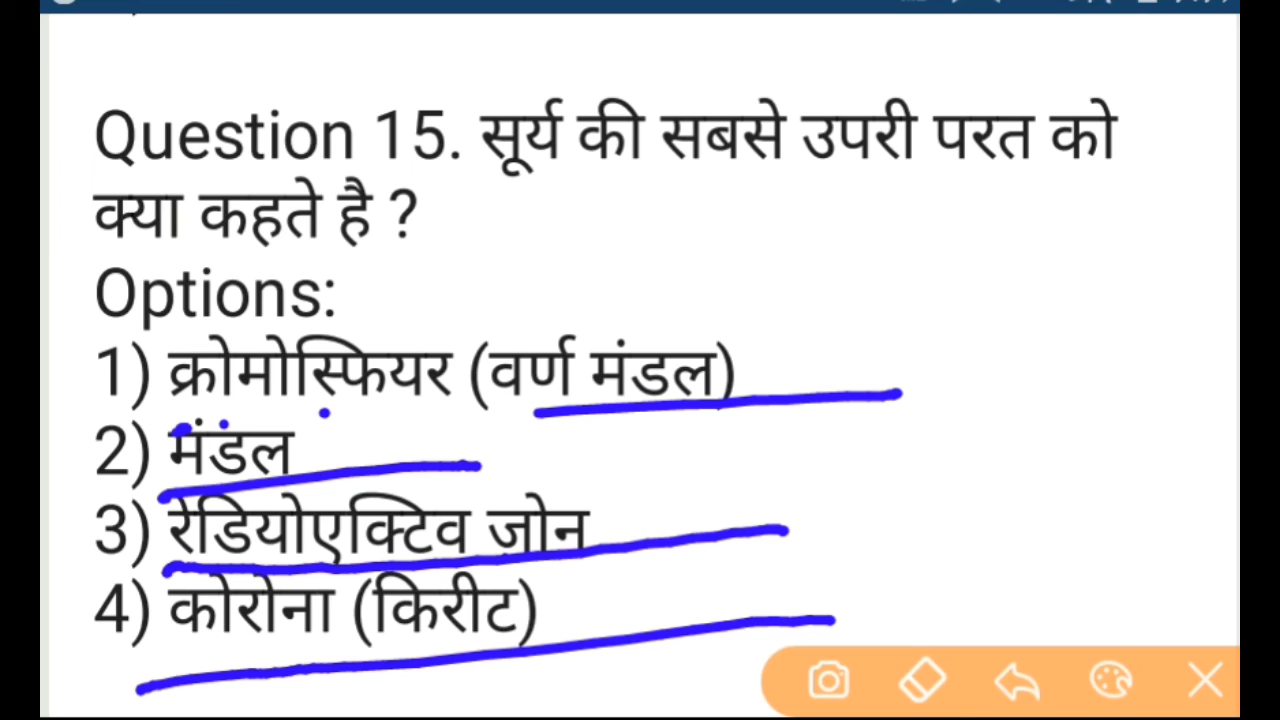 Question 15. सूर्य की सबसे उपरी परत को
क्या कहते है ?
Options:
1) क्रोमोस्फियर (वर्ण मंडल)
2) मंडल
3) रेडियोएक्टिव ज़ोन
4) कोरोना (किरीट)